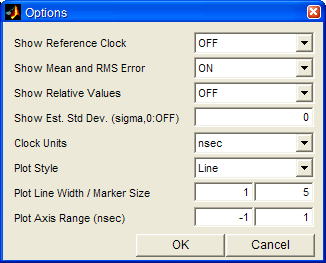 Options
Show Reference Clock OFF
Show Mean and RMS Error ON
Show Relative Values OFF
Show Est. Std Dev. (sigma,0:OFF) 0
Clock Units nsec
Plot Style Line
Plot Line Width / Marker Size 1 5
Plot Axis Range (nsec) -1 1
OK Cancel